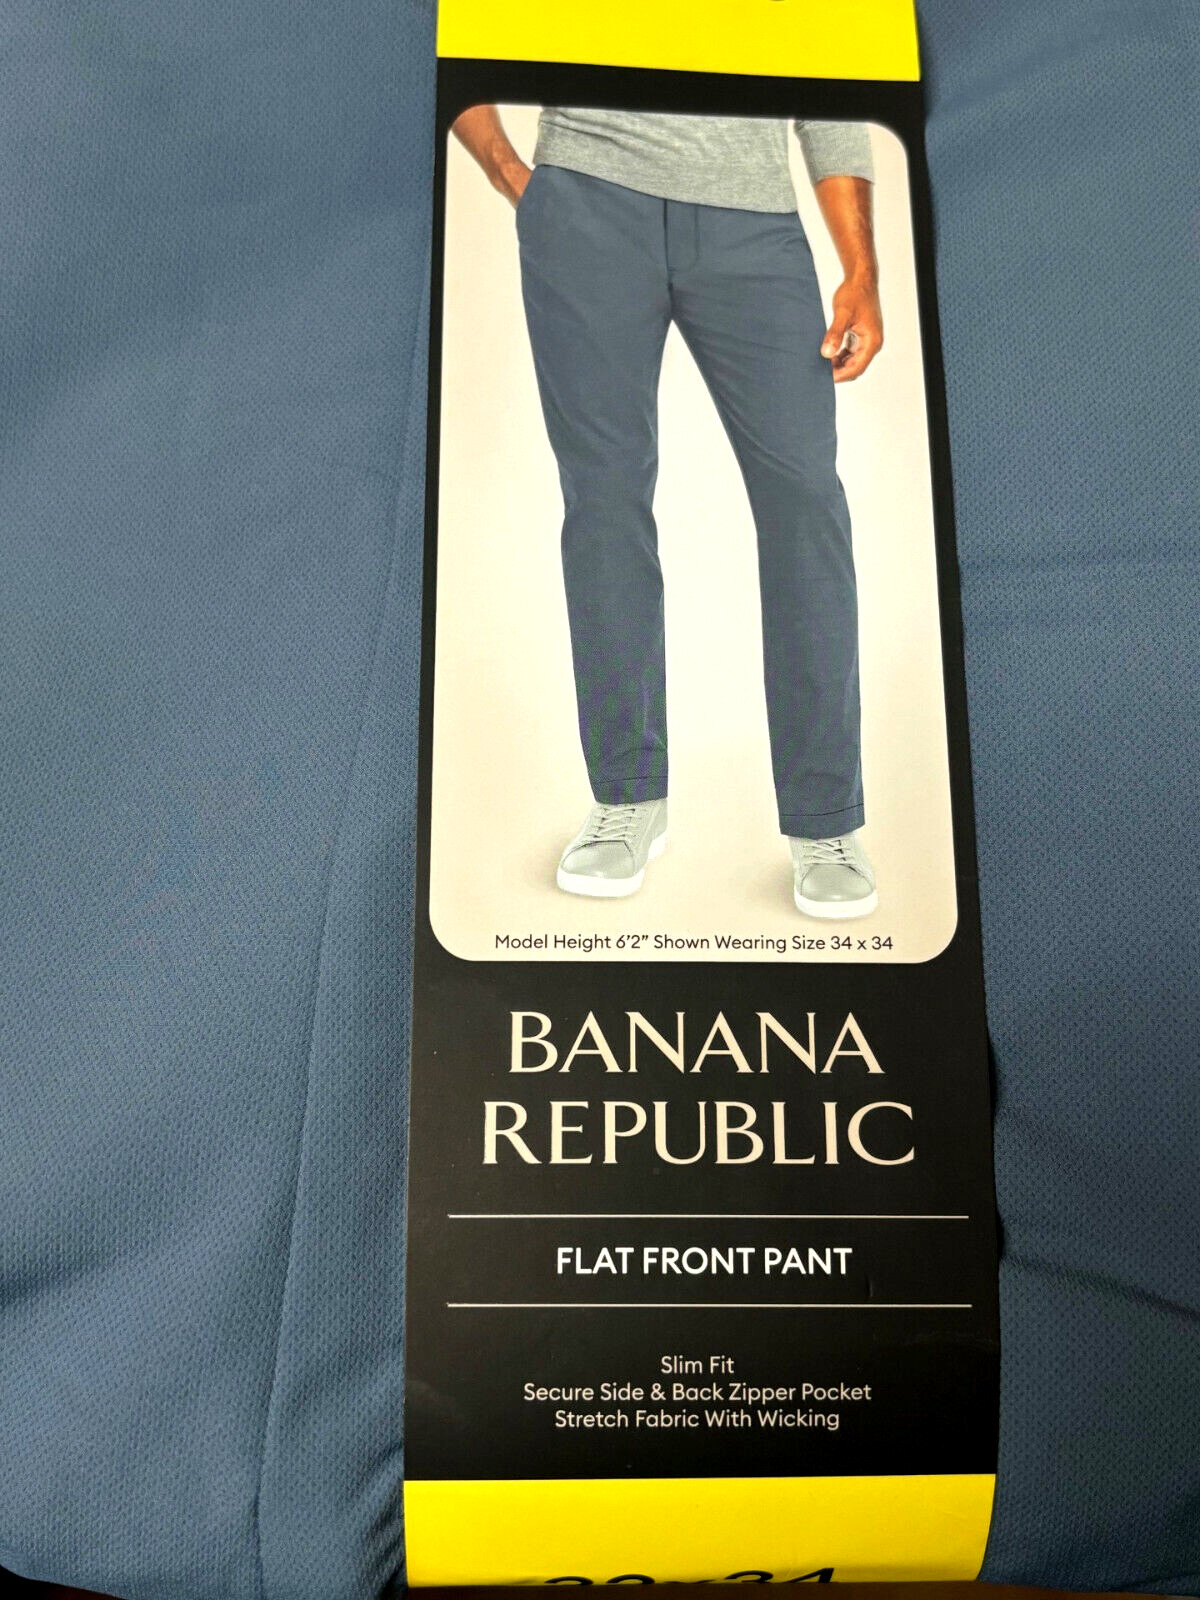 Model Height 6'2" Shown Wearing Size 34 x 34
BANANA
REPUBLIC
FLAT FRONT PANT
Slim Fit
Secure Side & Back Zipper Pocket
Stretch Fabric With Wicking